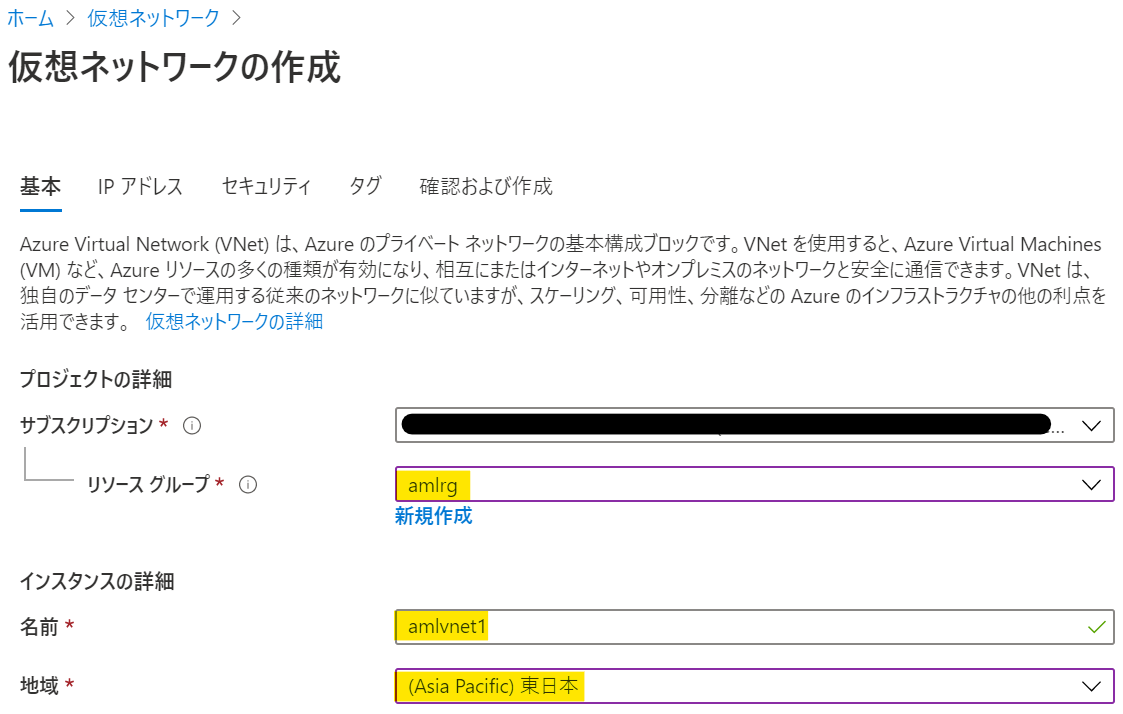 ホーム > 仮想ネットワーク >
仮想ネットワークの作成
基本 IP アドレス セキュリティ タグ 確認および作成
Azure Virtual Network (VNet) は、Azure のプライベート ネットワークの基本構成ブロックです。VNet を使用すると、Azure Virtual Machines
(VM) など、Azure リソースの多くの種類が有効になり、相互にまたはインターネットやオンプレミスのネットワークと安全に通信できます。VNet は、
独自のデータ センターで運用する従来のネットワークに似ていますが、スケーリング、可用性、分離などの Azure のインフラストラクチャの他の利点を
活用できます。 仮想ネットワークの詳細
プロジェクトの詳細
サブスクリプション *
...
リソース グループ *
amlrg
新規作成
インスタンスの詳細
名前 *
amlvnet1
地域 *
(Asia Pacific) 東日本